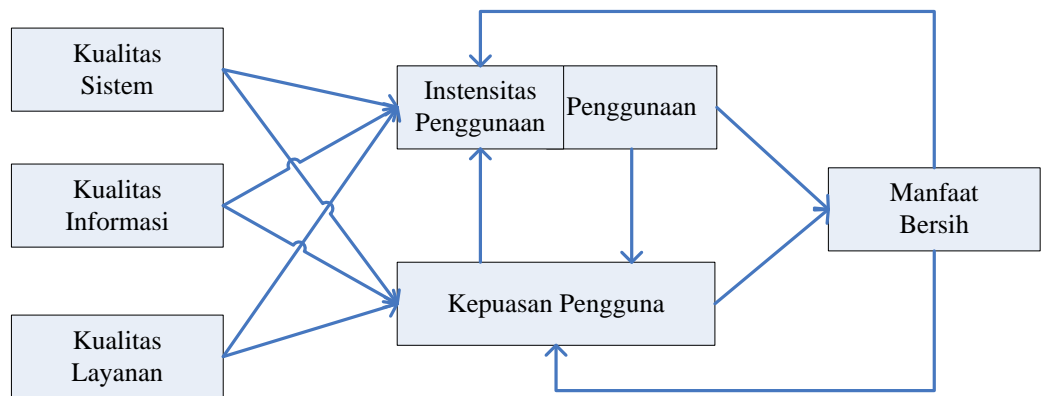 Kualitas
Sistem
Instensitas
Penggunaan
Penggunaan
Kualitas
Informasi
Manfaat
Bersih
Kepuasan Pengguna
Kualitas
Layanan